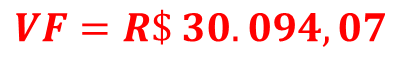 VF = R$ 30.094,07